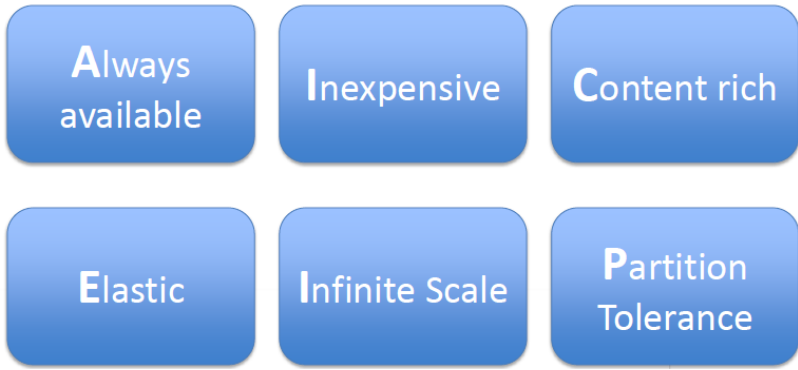 Always
available
Inexpensive
Content rich
Elastic
Infinite Scale
Partition
Tolerance